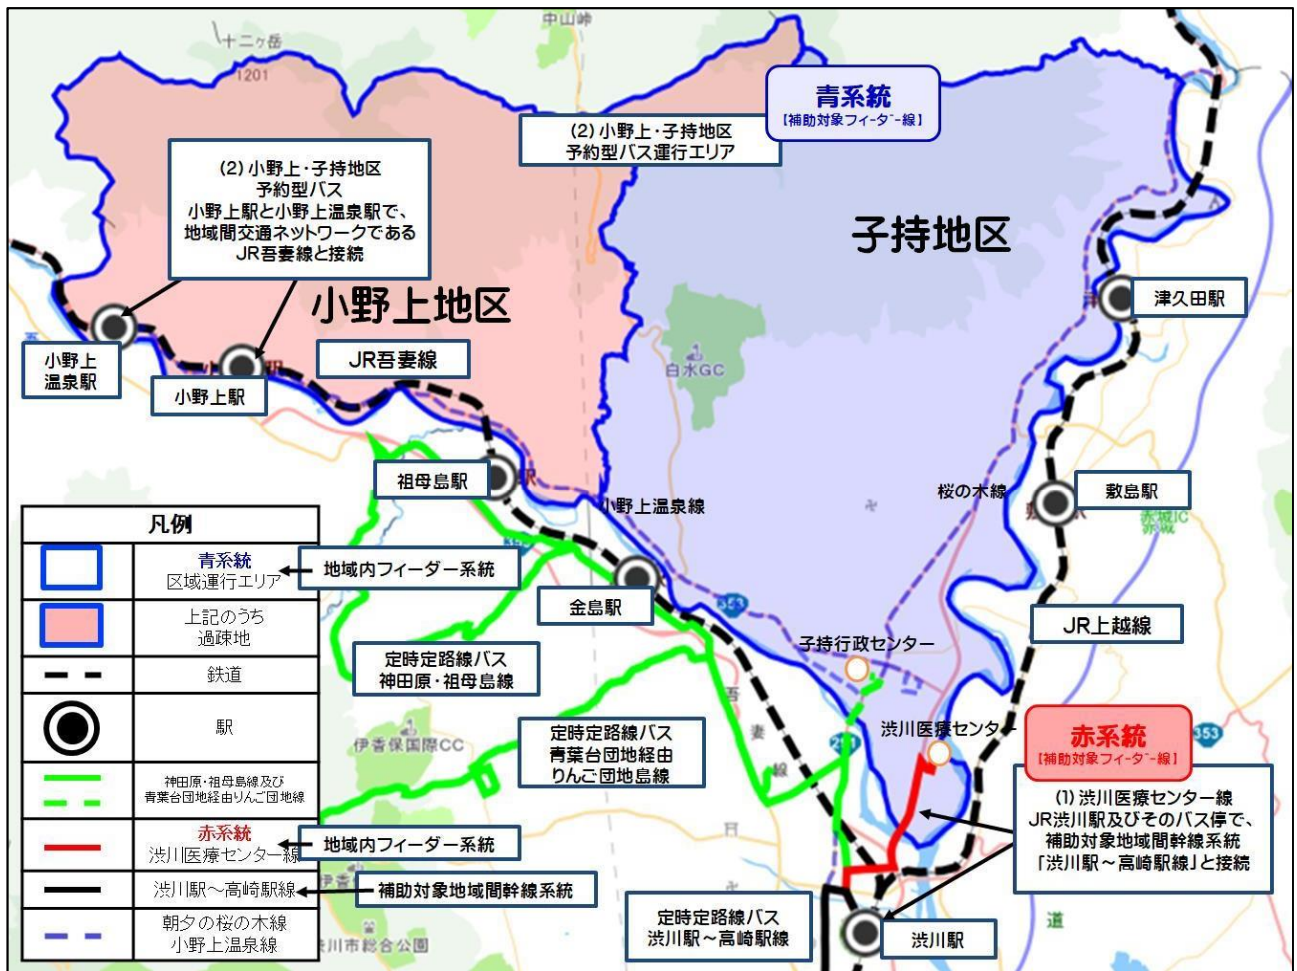 中山峠
十二ヶ岳
1201
青系統
【補助対象フィーダー線】
(2) 小野上・子持地区
予約型バス運行エリア
(2) 小野上・子持地区
予約型バス
小野上駅と小野上温泉駅で、
地域間交通ネットワークである
JR吾妻線と接続
子持地区
小野上地区
津久田駅
小野上
温泉駅
小野上駅
JR吾妻線
白水GC
祖母島駅
小野上温泉線
桜の木線
敷島駅
赤城IC
赤城
凡例
青系統
区域運行エリア
地域内フィーダー系統
上記のうち
過疎地
鉄道
駅
神田原・祖母島線及び
青葉台団地経由りんご団地線
赤系統
渋川医療センター線
地域内フィーダー系統
渋川駅～高崎駅線
補助対象地域間幹線系統
朝夕の桜の木線
小野上温泉線
金島駅
353
JR上越線
子持行政センター
定時定路線バス
神田原・祖母島線
伊香保国際CC
定時定路線バス
青葉台団地経由
りんご団地島線
吾
妻
線
渋川医療センター
赤系統
【補助対象フィーダー線】
353
(1) 渋川医療センター線
JR渋川駅及びそのバス停で、
補助対象地域間幹線系統
「渋川駅～高崎駅線」と接続
定時定路線バス
渋川駅～高崎駅線
渋川駅
道
渋川市総合公園